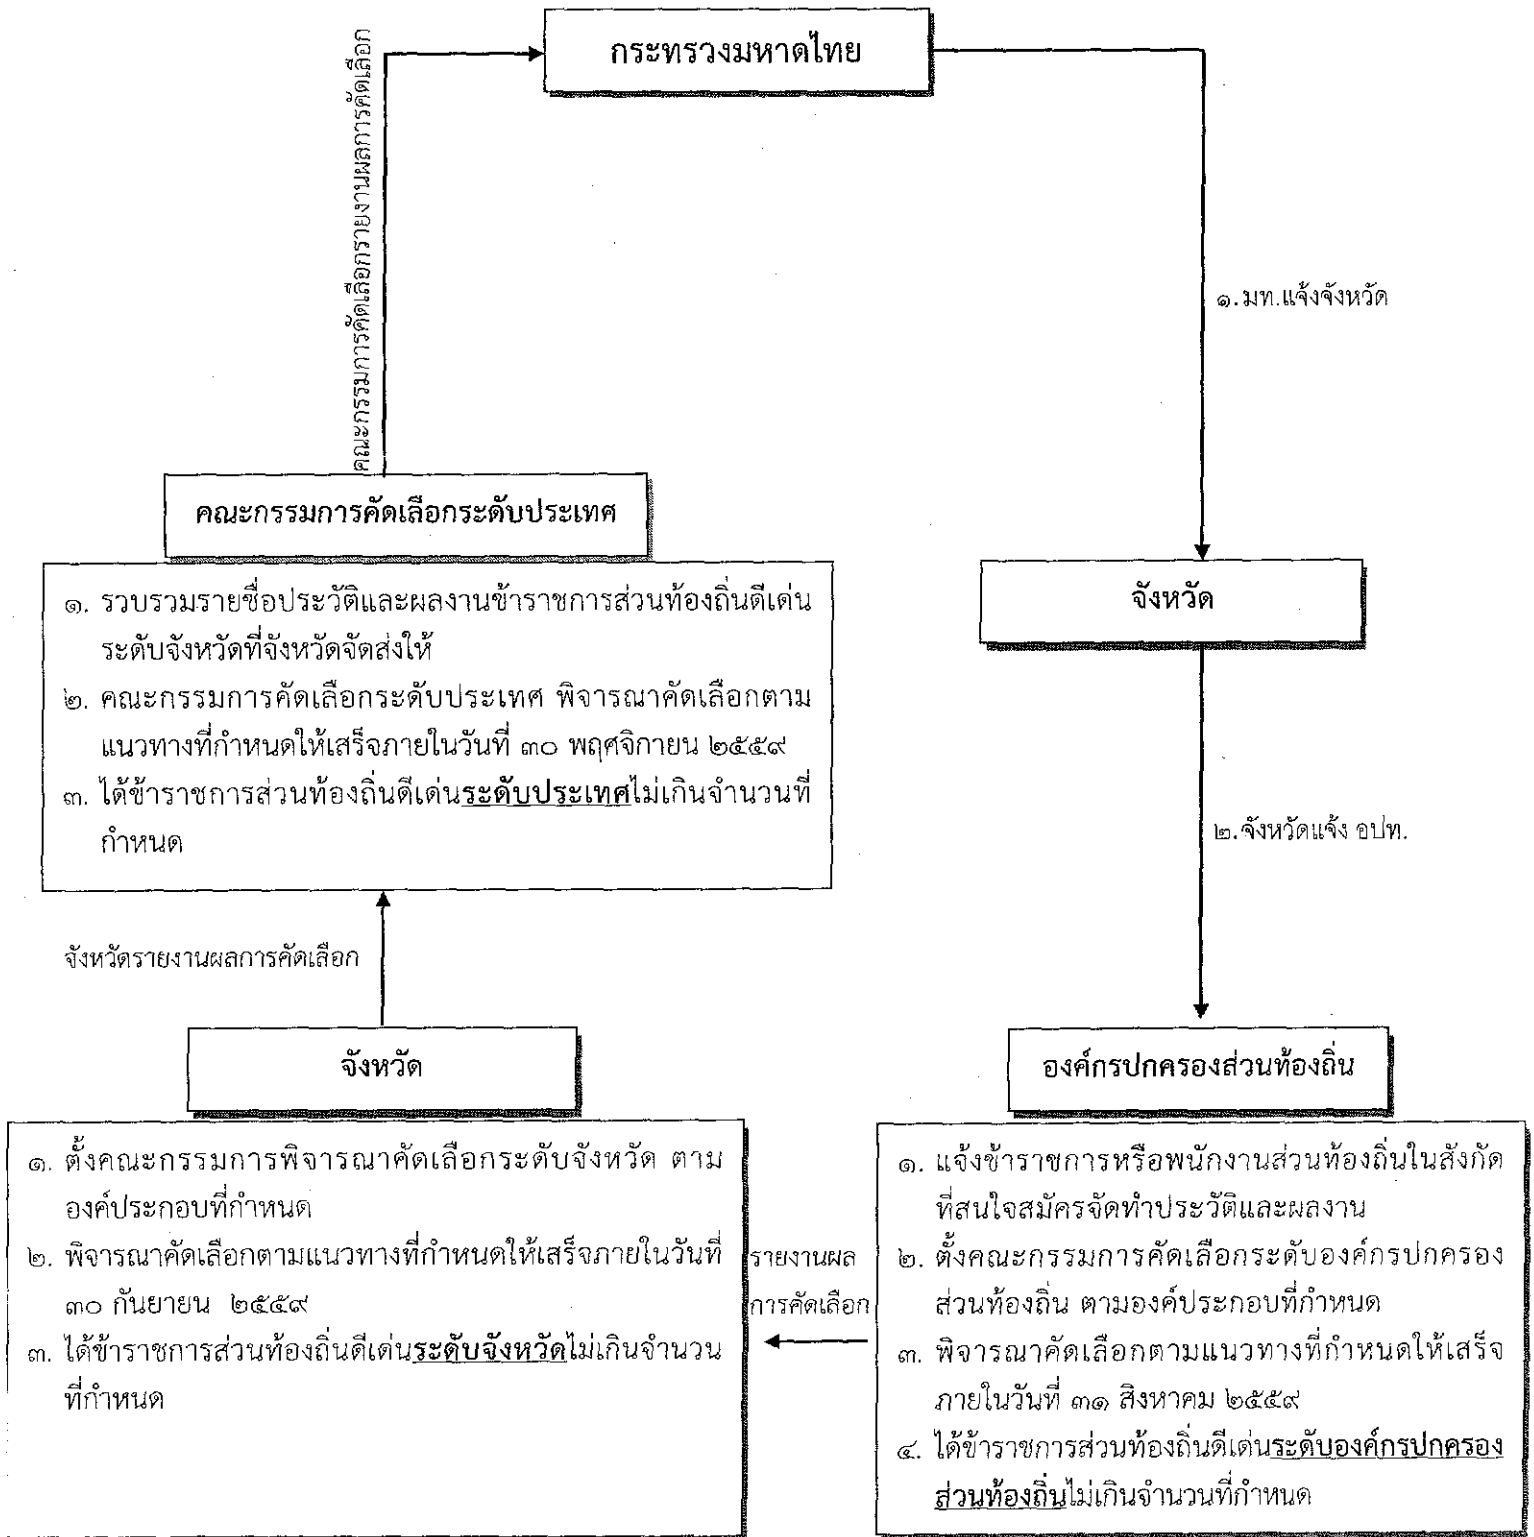 กระทรวงมหาดไทย
คณะกรรมการคัดเลือกรายงานผลการคัดเลือก
๑.มท.แจ้งจังหวัด
คณะกรรมการคัดเลือกระดับประเทศ
๑. รวบรวมรายชื่อประวัติและผลงานข้าราชการส่วนท้องถิ่นดีเด่น
ระดับจังหวัดที่จังหวัดจัดส่งให้
๒. คณะกรรมการคัดเลือกระดับประเทศ พิจารณาคัดเลือกตาม
แนวทางที่กำหนดให้เสร็จภายในวันที่ ๓๐ พฤศจิกายน ๒๕๕๙
๓. ได้ข้าราชการส่วนท้องถิ่นดีเด่นระดับประเทศไม่เกินจำนวนที่
กำหนด
จังหวัด
๒.จังหวัดแจ้ง อปท.
จังหวัดรายงานผลการคัดเลือก
จังหวัด
๑. ตั้งคณะกรรมการพิจารณาคัดเลือกระดับจังหวัด ตาม
องค์ประกอบที่กำหนด
๒. พิจารณาคัดเลือกตามแนวทางที่กำหนดให้เสร็จภายในวันที่
๓๐ กันยายน ๒๕๕๙
๓. ได้ข้าราชการส่วนท้องถิ่นดีเด่นระดับจังหวัดไม่เกินจำนวน
ที่กำหนด
รายงานผล
การคัดเลือก
องค์กรปกครองส่วนท้องถิ่น
๑. แจ้งข้าราชการหรือพนักงานส่วนท้องถิ่นในสังกัด
ที่สนใจสมัครจัดทำประวัติและผลงาน
๒. ตั้งคณะกรรมการคัดเลือกระดับองค์กรปกครอง
ส่วนท้องถิ่น ตามองค์ประกอบที่กำหนด
๓. พิจารณาคัดเลือกตามแนวทางที่กำหนดให้เสร็จ
ภายในวันที่ ๓๑ สิงหาคม ๒๕๕๙
๔. ได้ข้าราชการส่วนท้องถิ่นดีเด่นระดับองค์กรปกครอง
ส่วนท้องถิ่นไม่เกินจำนวนที่กำหนด